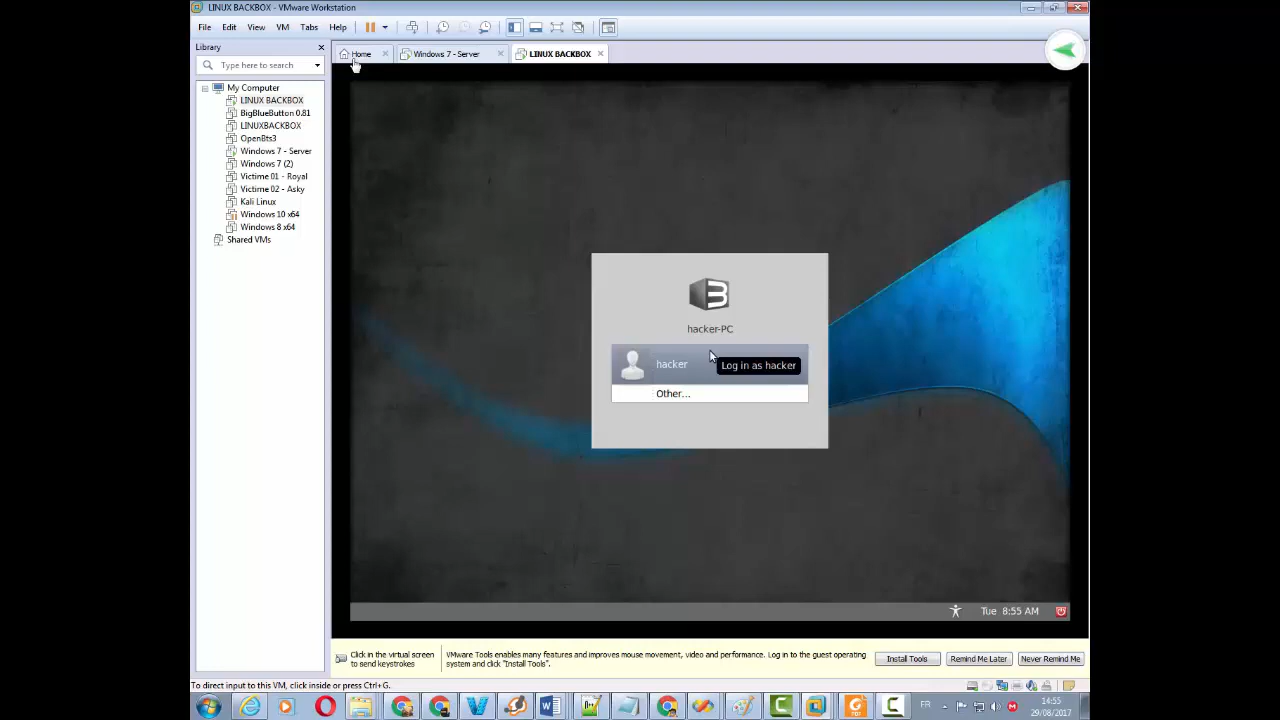 LINUX BACKBOX - VMware Workstation
File Edit View VM Tabs Help
Library
Type here to search
Home
Windows 7 - Server
LINUX BACKBOX
My Computer
LINUX BACKBOX
BigBlueButton 0.81
LINUXBACKBOX
OpenBts3
Windows 7 - Server
Windows 7 (2)
Victime 01 - Royal
Victime 02 - Asky
Kali Linux
Windows 10 x64
Windows 8 x64
Shared VMs
hacker-PC
hacker
Log in as hacker
Other...
Tue 8:55 AM
Click in the virtual screen
to send keystrokes
VMware Tools enables many features and improves mouse movement, video and performance. Log in to the guest operating
system and click "Install Tools".
Install Tools
Remind Me Later
Never Remind Me
To direct input to this VM, click inside or press Ctrl+G.
FR
14:55
29/08/2017